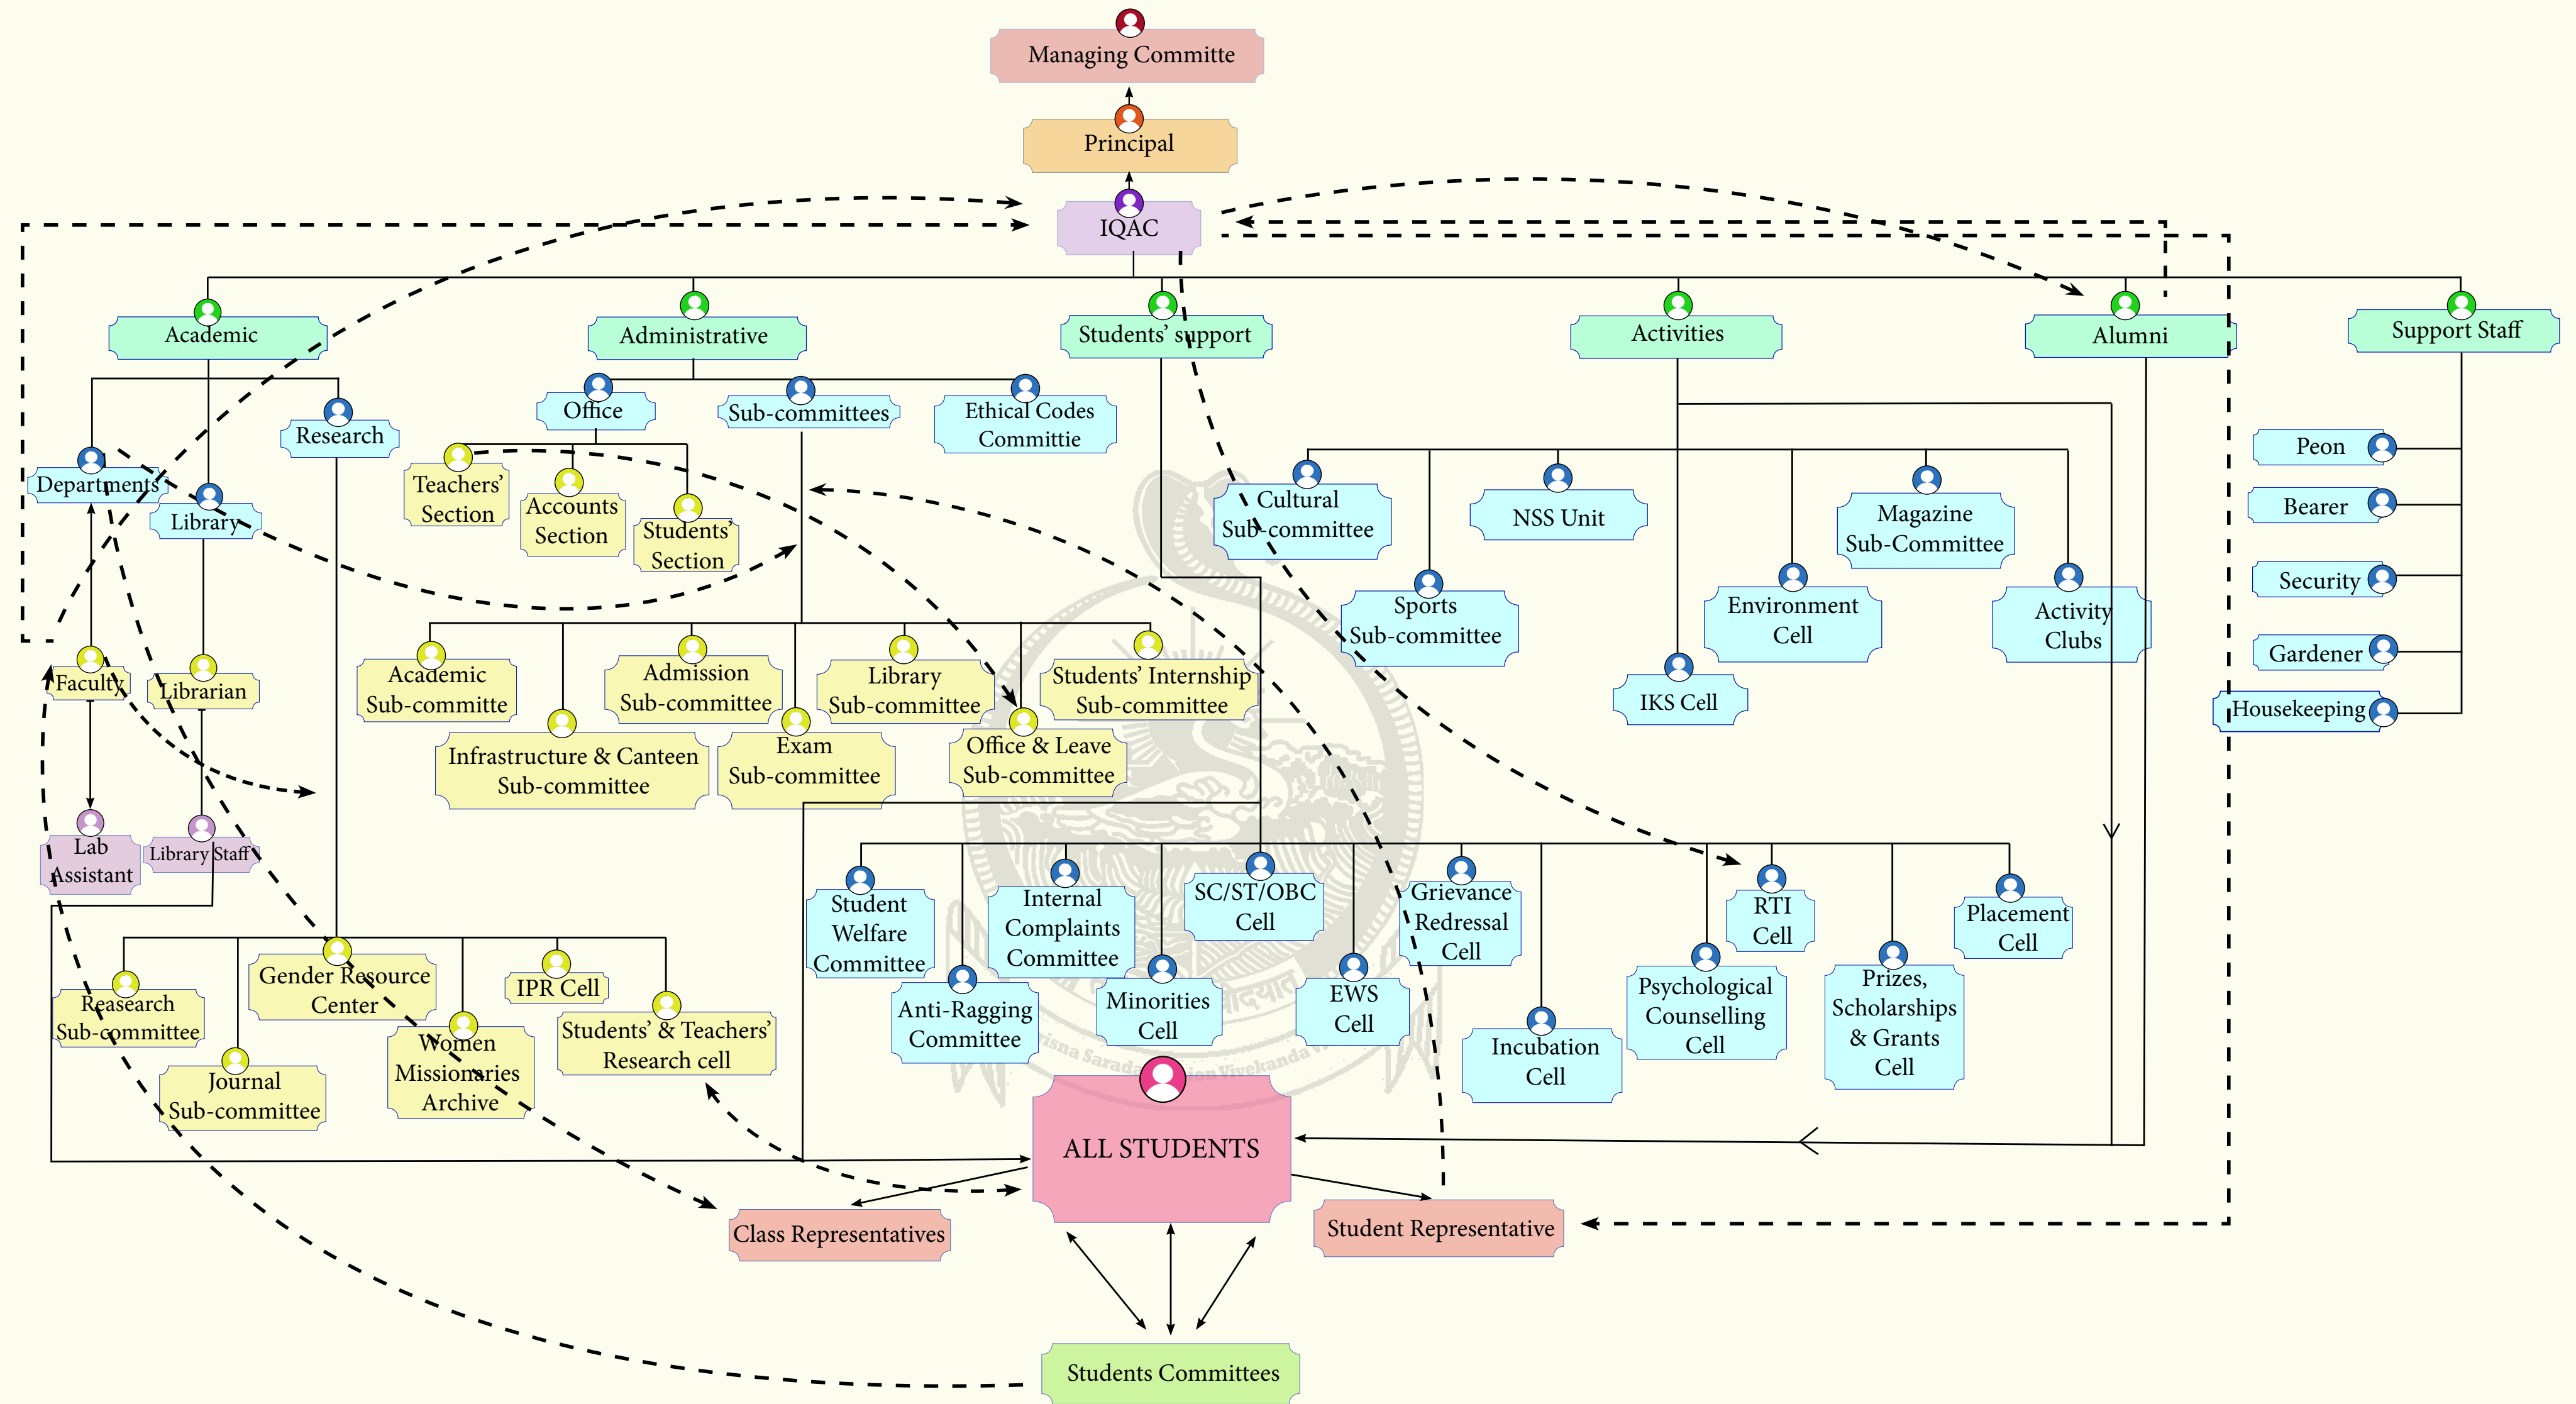 Managing Committe
Principal
IQAC
Academic
Administrative
Students’ support
Activities
Alumni
Support Staff
Office
Sub-committees
Ethical Codes
Committie
Research
Departments
Library
Teachers’
Section
Accounts
Section
Students’
Section
Cultural
Sub-committee
NSS Unit
Magazine
Sub-Committee
Sports
Sub-committee
Environment
Cell
Activity
Clubs
IKS Cell
Peon
Bearer
Security
Gardener
Housekeeping
Faculty
Librarian
Academic
Sub-committe
Admission
Sub-committee
Library
Sub-committee
Students’ Internship
Sub-committee
Infrastructure & Canteen
Sub-committee
Exam
Sub-committee
Office & Leave
Sub-committee
Lab
Assistant
Library Staff
Student
Welfare
Committee
Internal
Complaints
Committee
SC/ST/OBC
Cell
Grievance
Redressal
Cell
RTI
Cell
Placement
Cell
Anti-Ragging
Committee
Minorities
Cell
EWS
Cell
Incubation
Cell
Psychological
Counselling
Cell
Prizes,
Scholarships
& Grants
Cell
Reasearch
Sub-committee
Gender Resource
Center
IPR Cell
Students’ & Teachers’
Research cell
Journal
Sub-committee
Women
Missionaries
Archive
Sarada
Vivekanda
ALL STUDENTS
Class Representatives
Student Representative
Students Committees